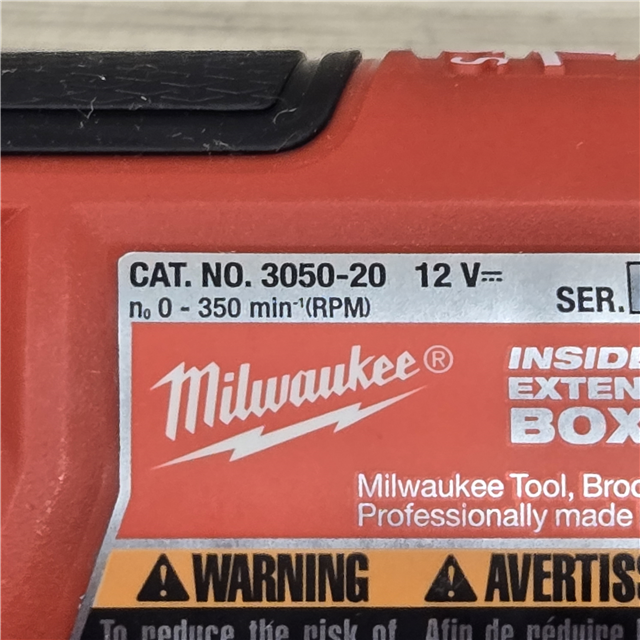 CAT. NO. 3050-20 12 V⎓ SER.
n₀ 0 - 350 min⁻¹(RPM)
Milwaukee®
INSIDE
EXTEN
BOX
Milwaukee Tool, Broo
Professionally made
⚠WARNING ⚠AVERTISS
To reduce the risk of Afin de réduire